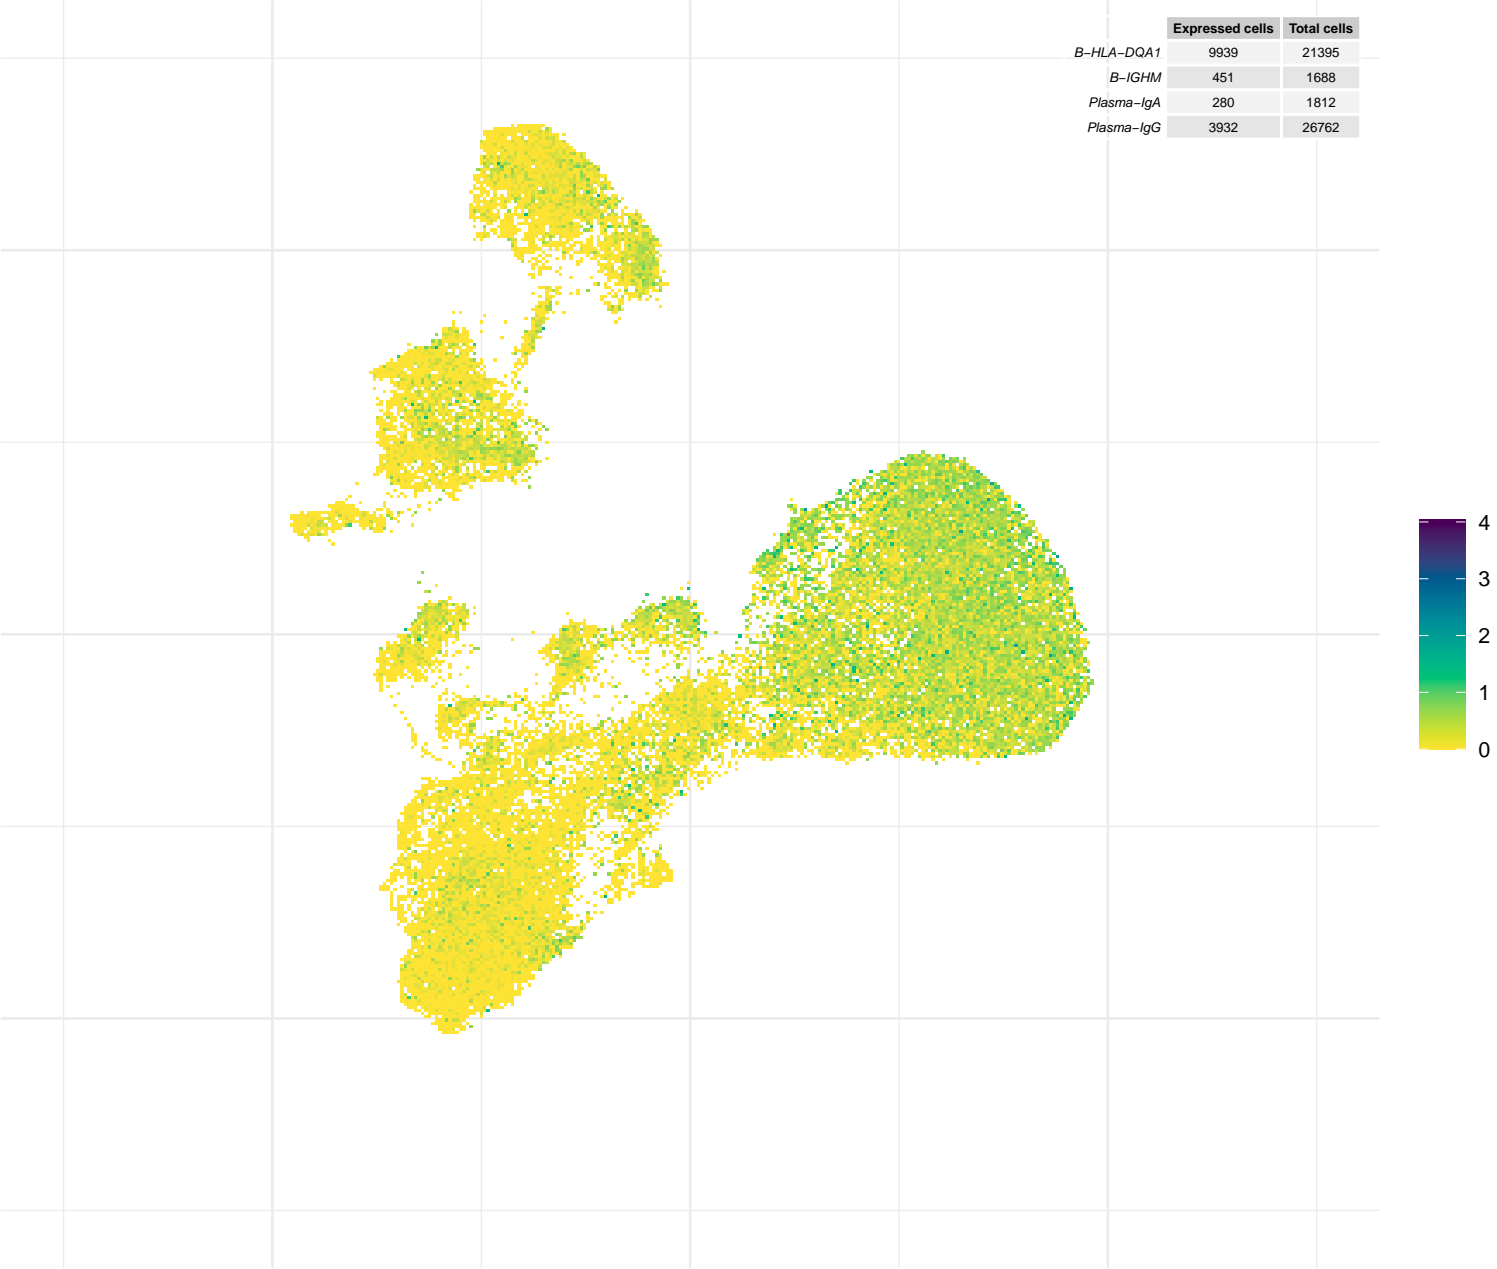 Expressed cells Total cells
B−HLA−DQA1 9939 21395
B−IGHM 451 1688
Plasma−IgA 280 1812
Plasma−IgG 3932 26762
4
3
2
1
0